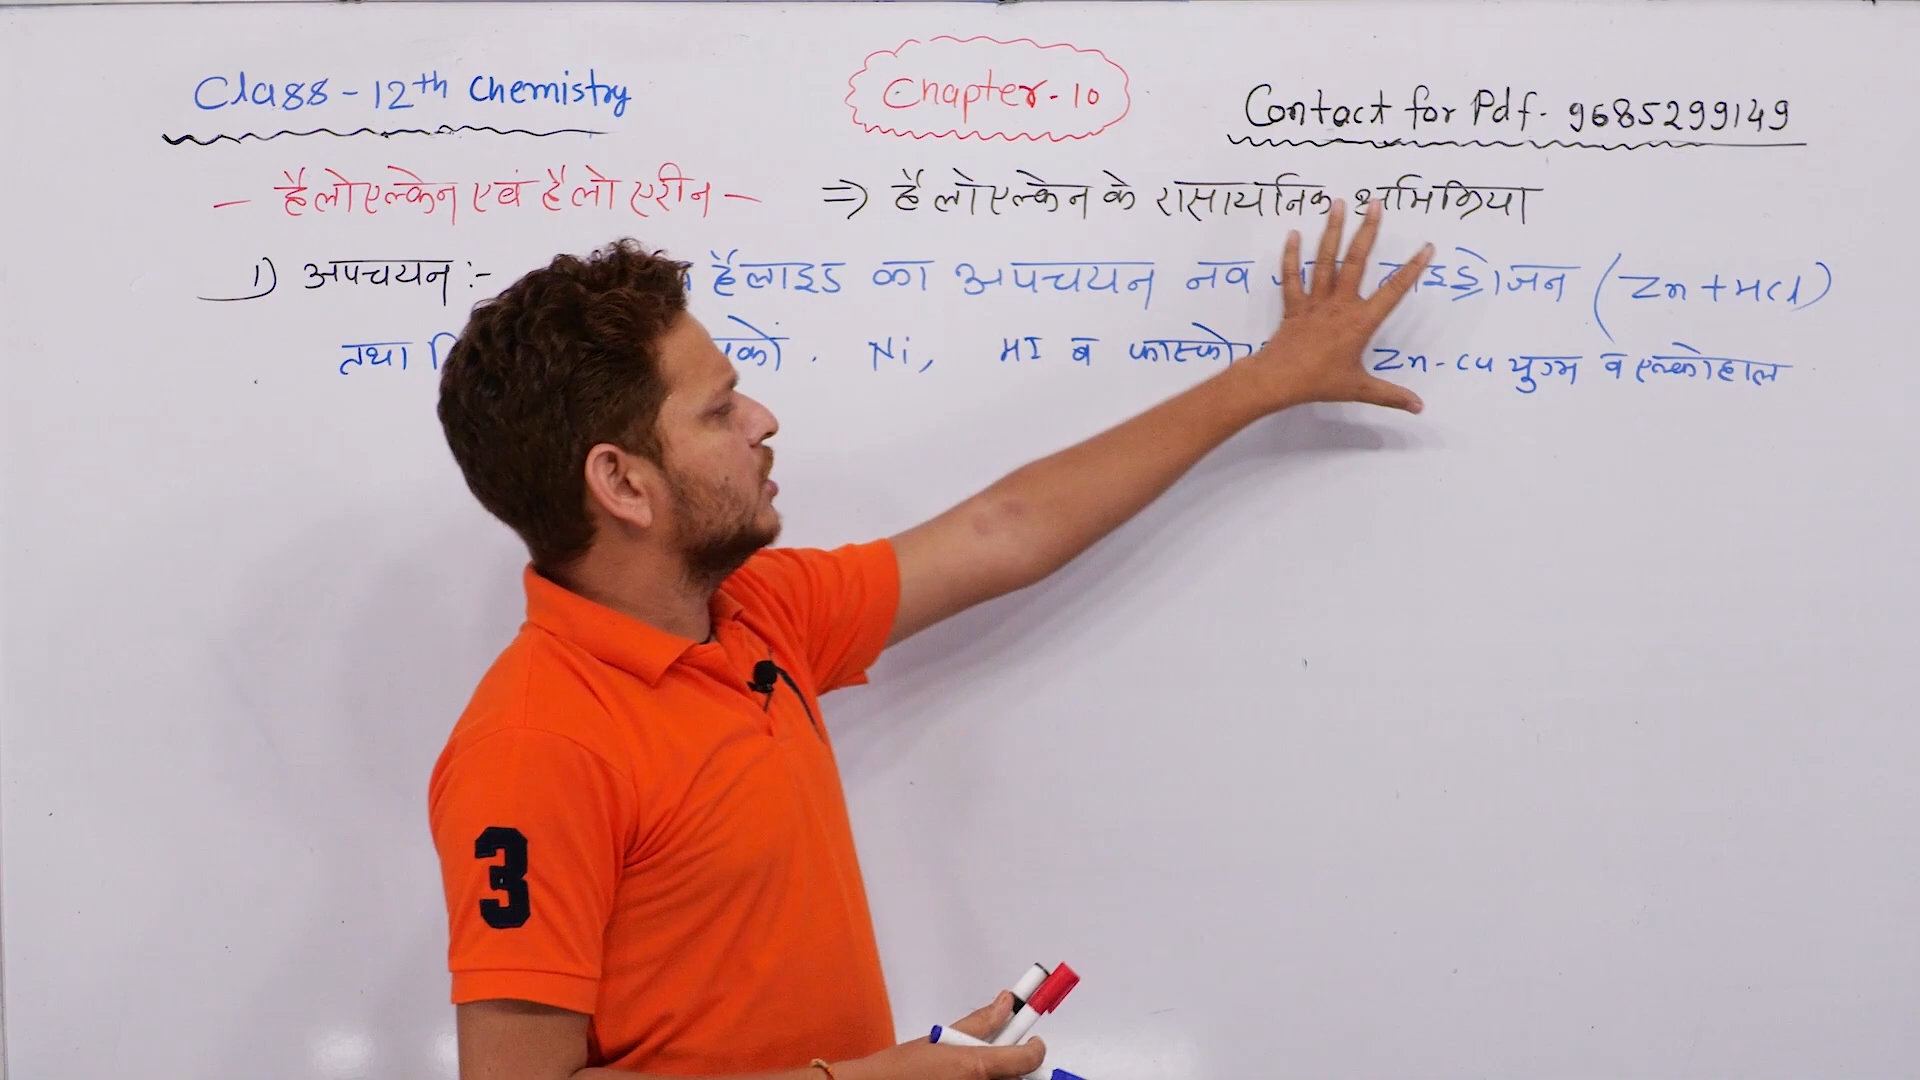 Class-12th Chemistry
Chapter-10
Contact for Pdf. 9685299149
- हैलोएल्केन एवं हैलो एरीन -
⇒ हैलोएल्केन के रासायनिक अभिक्रिया
1) अपचयन :- हैलाइड का अपचयन नव हाइड्रोजन (Zn + HCl)
तथा Ni, HI व Zn-Cu युग्म व एल्कोहाल
3